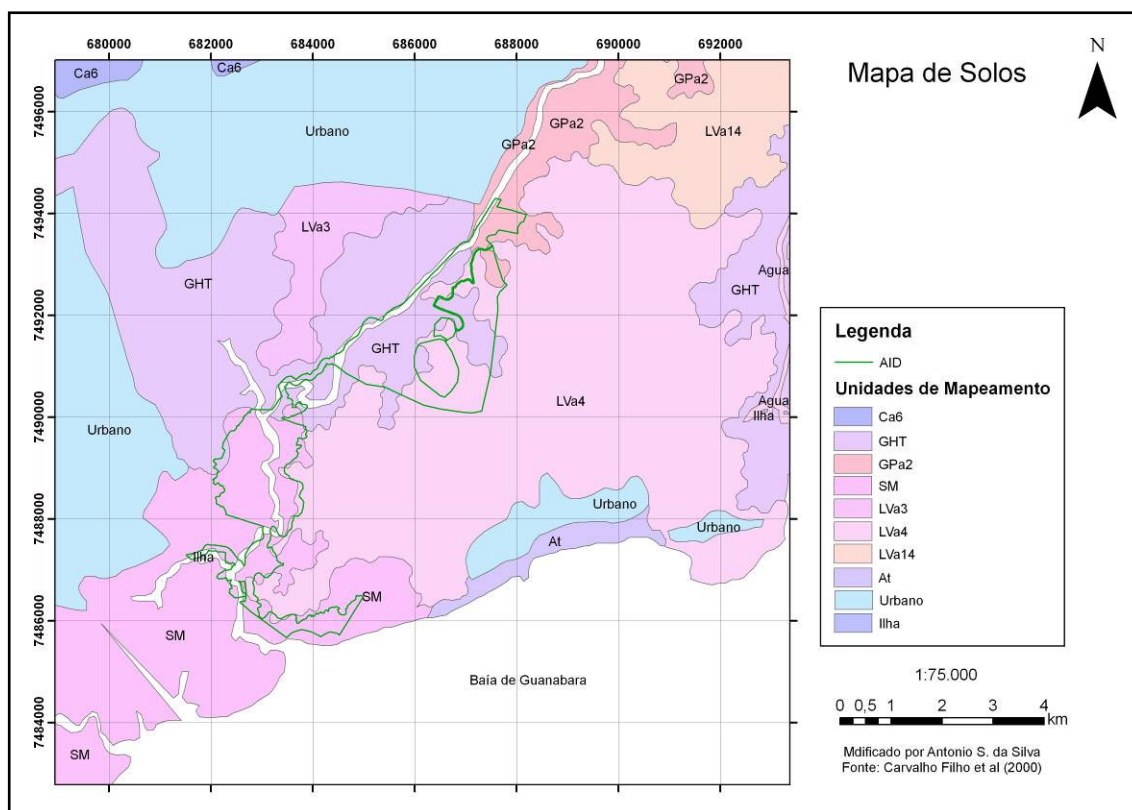 680000 682000 684000 686000 688000 690000 692000
Mapa de Solos
N
7496000
7494000
7492000
7490000
7488000
7486000
7484000
Ca6
Ca6
Urbano
GPa2
GPa2
GPa2
LVa14
LVa3
GHT
Agua
GHT
GHT
LVa4
Agua
Ilha
Urbano
Urbano
Urbano
At
Ilha
SM
SM
SM
Baía de Guanabara
Legenda
AID
Unidades de Mapeamento
Ca6
GHT
GPa2
SM
LVa3
LVa4
LVa14
At
Urbano
Ilha
1:75.000
0 0,5 1 2 3 4
km
Mdificado por Antonio S. da Silva
Fonte: Carvalho Filho et al (2000)